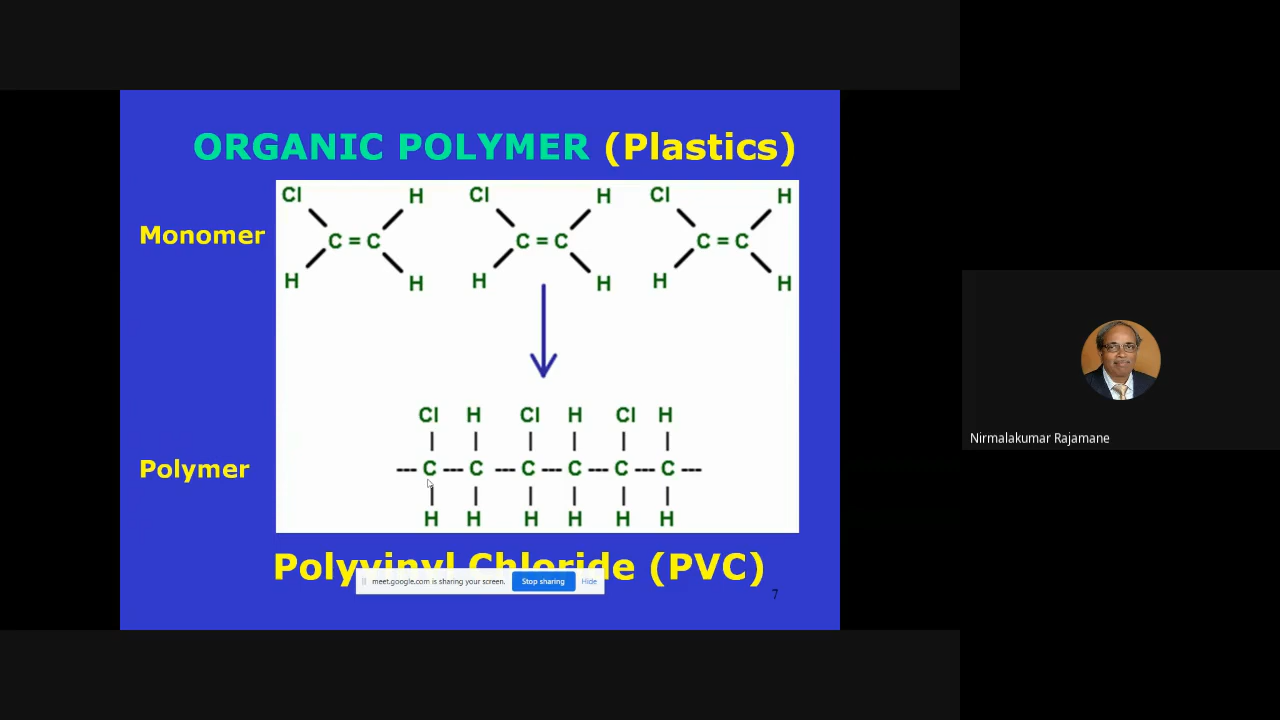 ORGANIC POLYMER (Plastics)
Cl H Cl H Cl H
Monomer C = C C = C C = C
H H H H H H
Cl H Cl H Cl H
Polymer --- C --- C --- C --- C --- C --- C ---
H H H H H H
Polyvinyl Chloride (PVC)
meet.google.com is sharing your screen. Stop sharing Hide
7
Nirmalakumar Rajamane